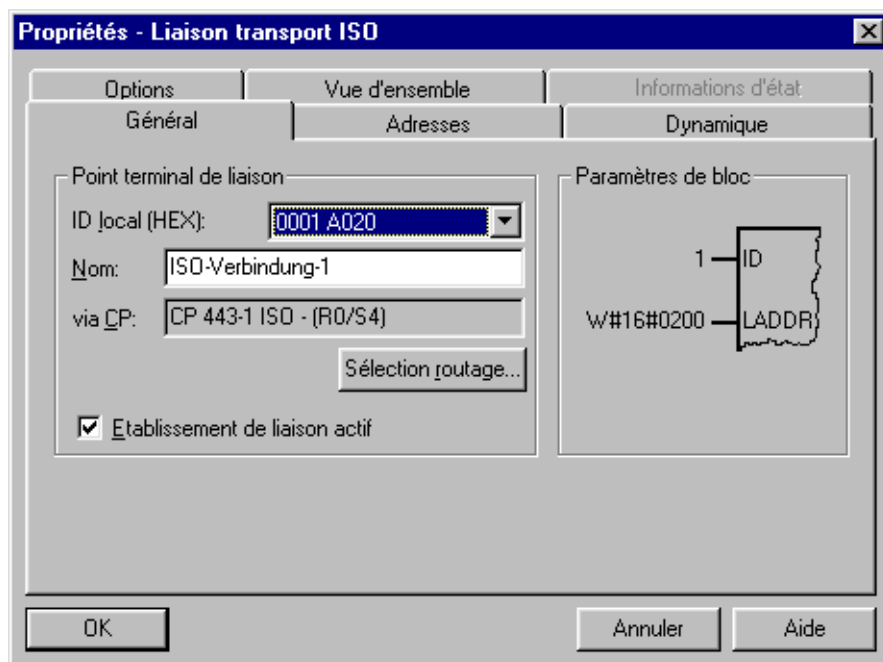 Propriétés - Liaison transport ISO
Options
Vue d'ensemble
Informations d'état
Général
Adresses
Dynamique
Point terminal de liaison
ID local (HEX):
0001 A020
Nom:
ISO-Verbindung-1
via CP:
CP 443-1 ISO - (R0/S4)
Sélection routage...
Etablissement de liaison actif
Paramètres de bloc
1
ID
W#16#0200
LADDR
OK
Annuler
Aide